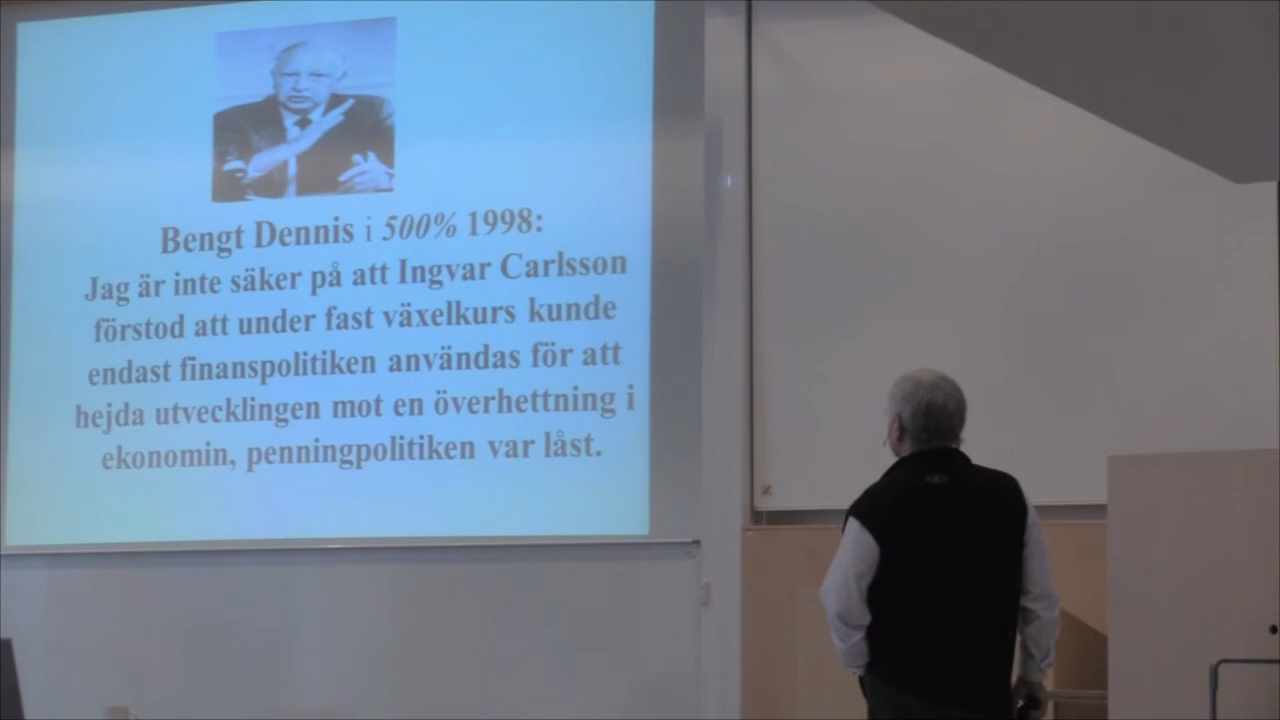 Bengt Dennis i 500% 1998:
Jag är inte säker på att Ingvar Carlsson
förstod att under fast växelkurs kunde
endast finanspolitiken användas för att
hejda utvecklingen mot en överhettning i
ekonomin, penningpolitiken var låst.